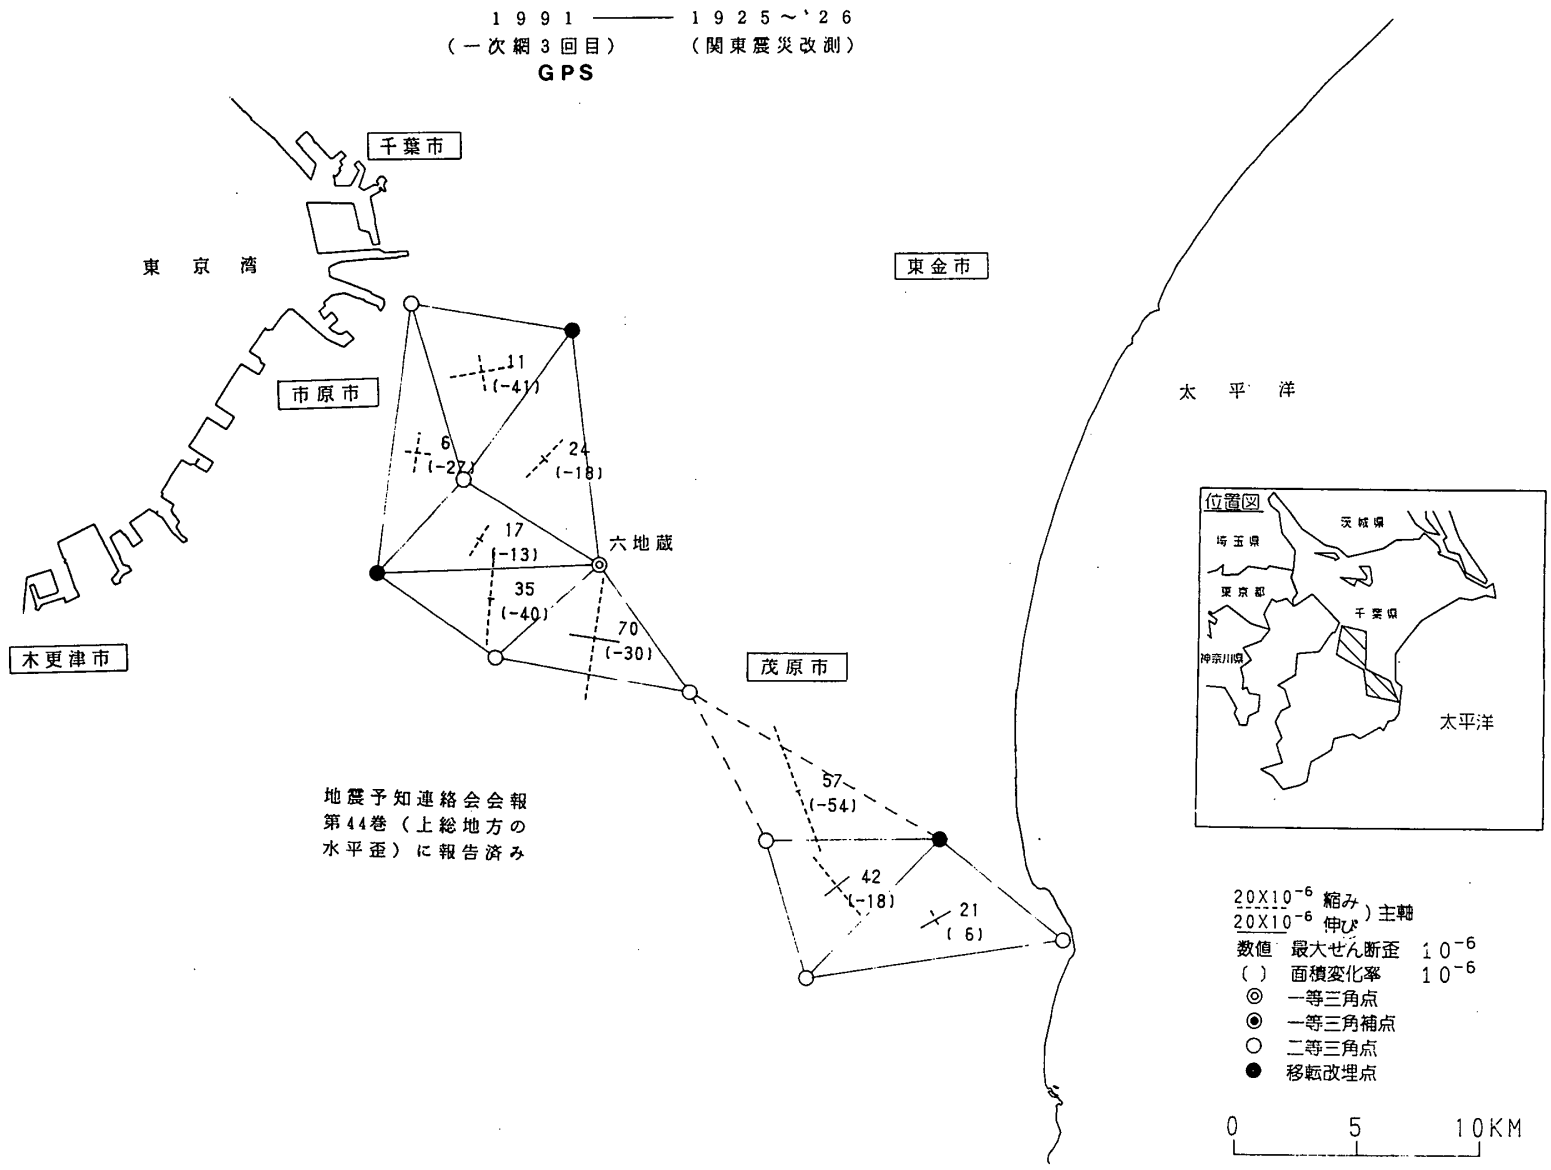 1991 ―― 1925～'26
(一次網3回目) (関東震災改測)
GPS
千葉市
東京湾
東金市
市原市
太平洋
11
(-41)
6
(-27)
24
(-18)
17
(-13)
六地蔵
35
(-40)
70
(-30)
木更津市
茂原市
57
(-54)
42
(-18)
21
( 6)
地震予知連絡会会報
第44巻(上総地方の
水平歪)に報告済み
位置図
茨城県
埼玉県
東京都
千葉県
神奈川県
太平洋
20X10-6 縮み
20X10-6 伸び
)主軸
数値 最大せん断歪 10-6
( ) 面積変化率 10-6
◎ 一等三角点
一等三角補点
○ 二等三角点
● 移転改埋点
0 5 10KM